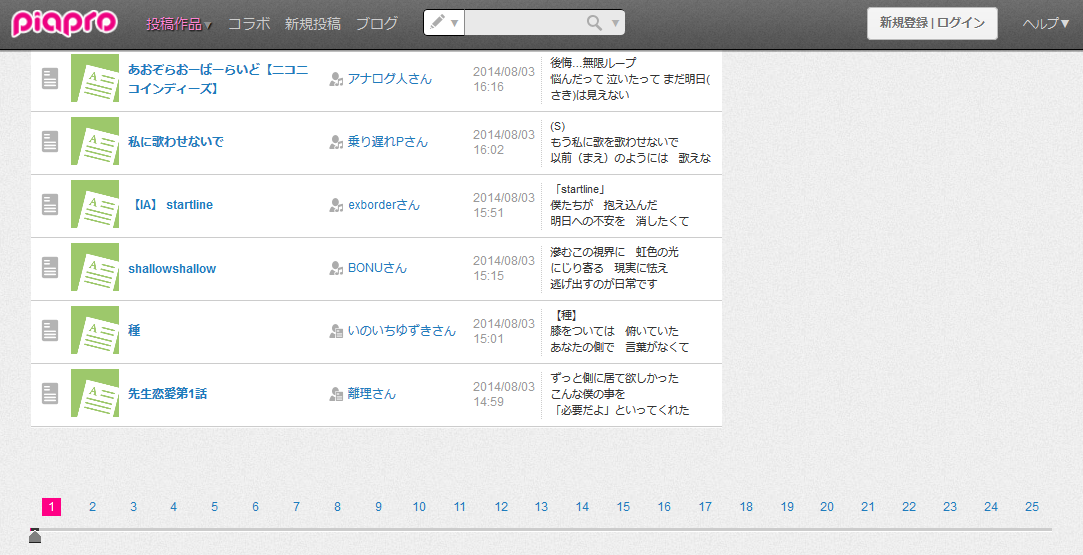 piapro 投稿作品▼ コラボ 新規投稿 ブログ 新規登録 | ログイン ヘルプ▼
あおぞらおーばーらいど【ニコニ
コインディーズ】
アナログ人さん
2014/08/03
16:16
後悔…無限ループ
悩んだって 泣いたって まだ明日(
さき)は見えない
私に歌わせないで
乗り遅れPさん
2014/08/03
16:02
(S)
もう私に歌を歌わせないで
以前（まえ）のようには　歌えな
【IA】 startline
exborderさん
2014/08/03
15:51
「startline」
僕たちが　抱え込んだ
明日への不安を　消したくて
shallowshallow
BONUさん
2014/08/03
15:15
滲むこの視界に　虹色の光
にじり寄る　現実に怯え
逃げ出すのが日常です
種
いのいちゆずきさん
2014/08/03
15:01
【種】
膝をついては　俯いていた
あなたの側で　言葉がなくて
先生恋愛第1話
離理さん
2014/08/03
14:59
ずっと側に居て欲しかった
こんな僕の事を
「必要だよ」といってくれた
1 2 3 4 5 6 7 8 9 10 11 12 13 14 15 16 17 18 19 20 21 22 23 24 25